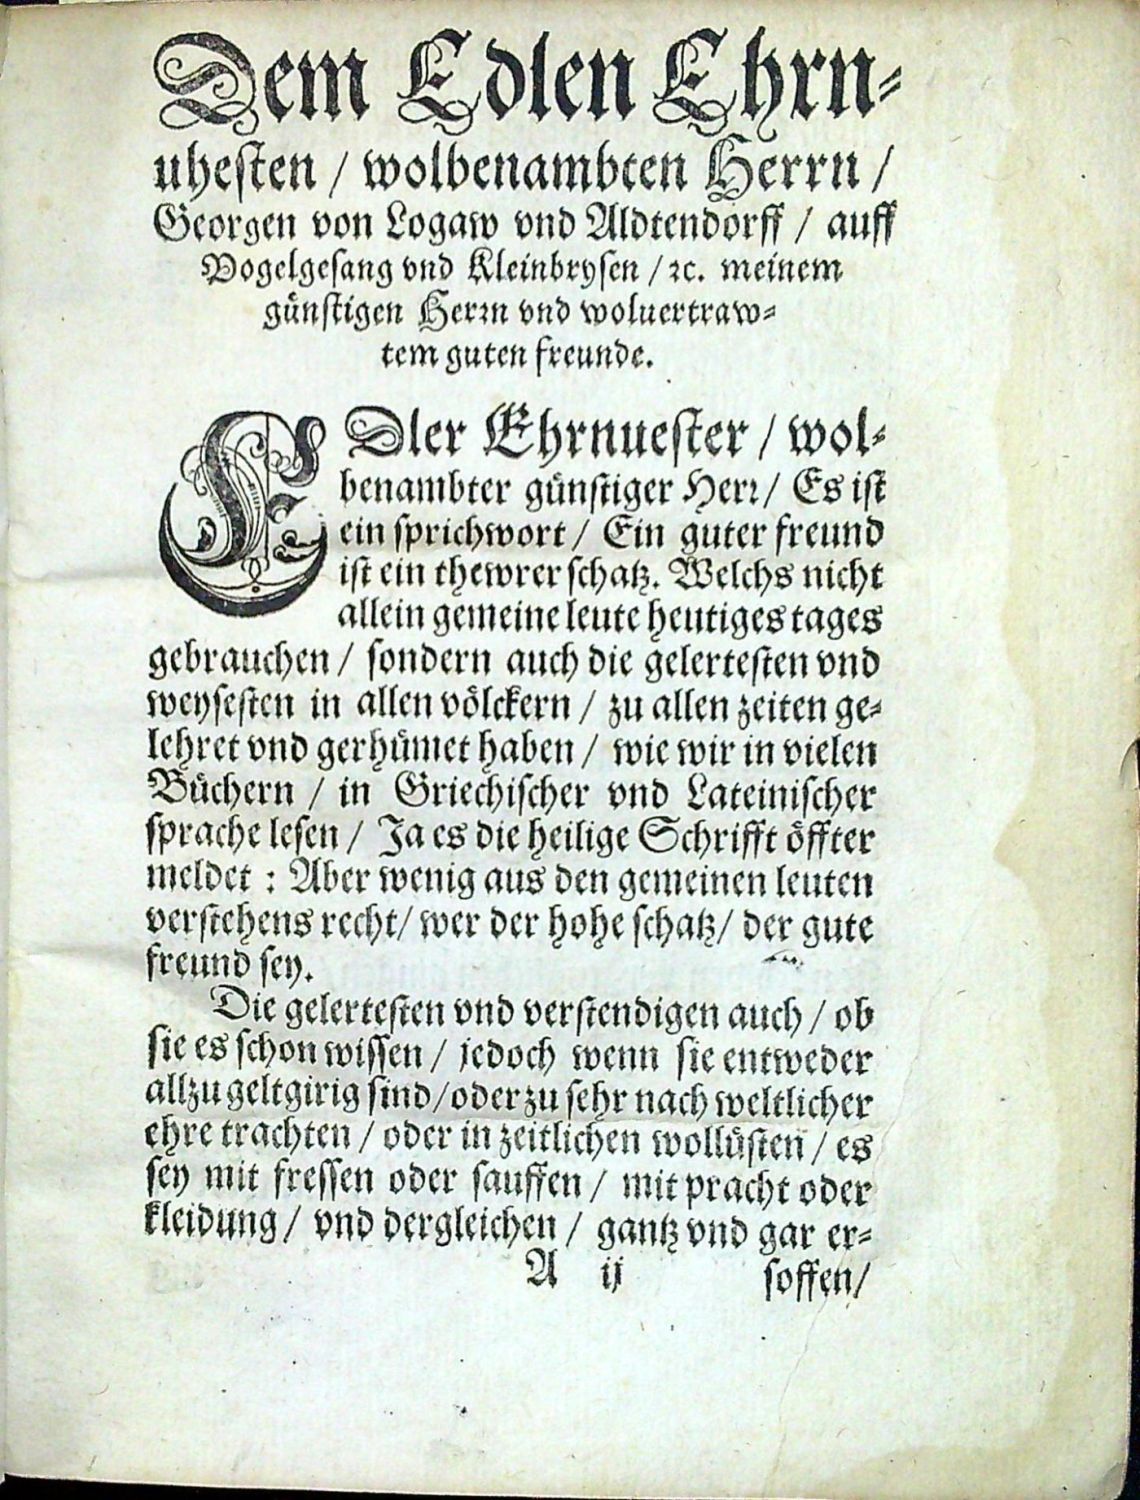 Dem Edlen Ehrn-
uhesten / wolbenambten Herrn /
Georgen von Logaw vnd Aldtendorff / auff
Vogelgesang vnd Kleinbrysen / ꝛc. meinem
günstigen Herꝛn vnd woluertraw-
tem guten freunde.
EDler Ehrnuester / wol-
benambter günstiger Herꝛ / Es ist
ein sprichwort / Ein guter freund
ist ein thewrer schatz. Welchs nicht
allein gemeine leute heutiges tages
gebrauchen / sondern auch die gelertesten vnd
weysesten in allen völckern / zu allen zeiten ge-
lehret vnd gerhümet haben / wie wir in vielen
Büchern / in Griechischer vnd Lateinischer
sprache lesen / Ja es die heilige Schrifft öffter
meldet : Aber wenig aus den gemeinen leuten
verstehens recht / wer der hohe schatz / der gute
freund sey.
Die gelertesten vnd verstendigen auch / ob
sie es schon wissen / jedoch wenn sie entweder
allzu geltgirig sind / oder zu sehr nach weltlicher
ehre trachten / oder in zeitlichen wollüsten / es
sey mit fressen oder sauffen / mit pracht oder
kleidung / vnd dergleichen / gantz vnd gar er-
A ij soffen /